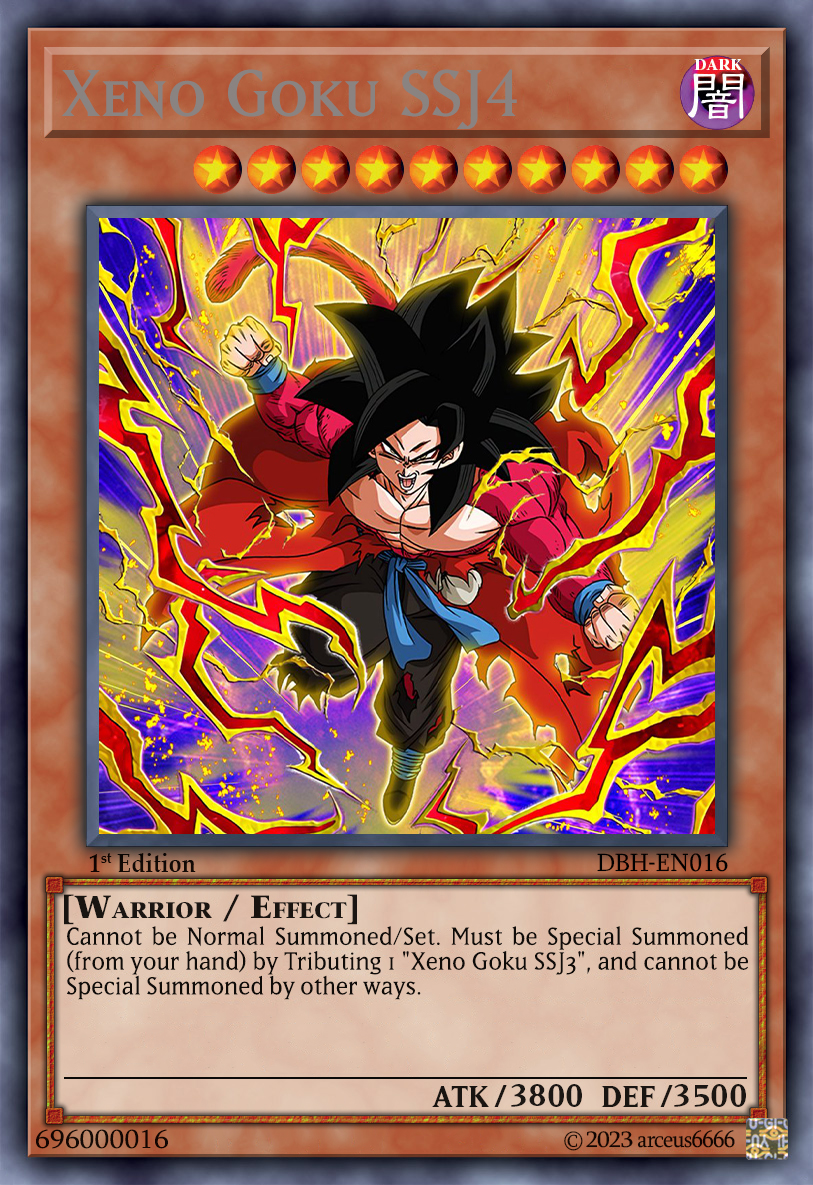 Xeno Goku SSJ4
DARK
闇
1st Edition
DBH-EN016
[Warrior / Effect]
Cannot be Normal Summoned/Set. Must be Special Summoned
(from your hand) by Tributing 1 "Xeno Goku SSJ3", and cannot be
Special Summoned by other ways.
ATK/3800 DEF/3500
696000016
© 2023 arceus6666